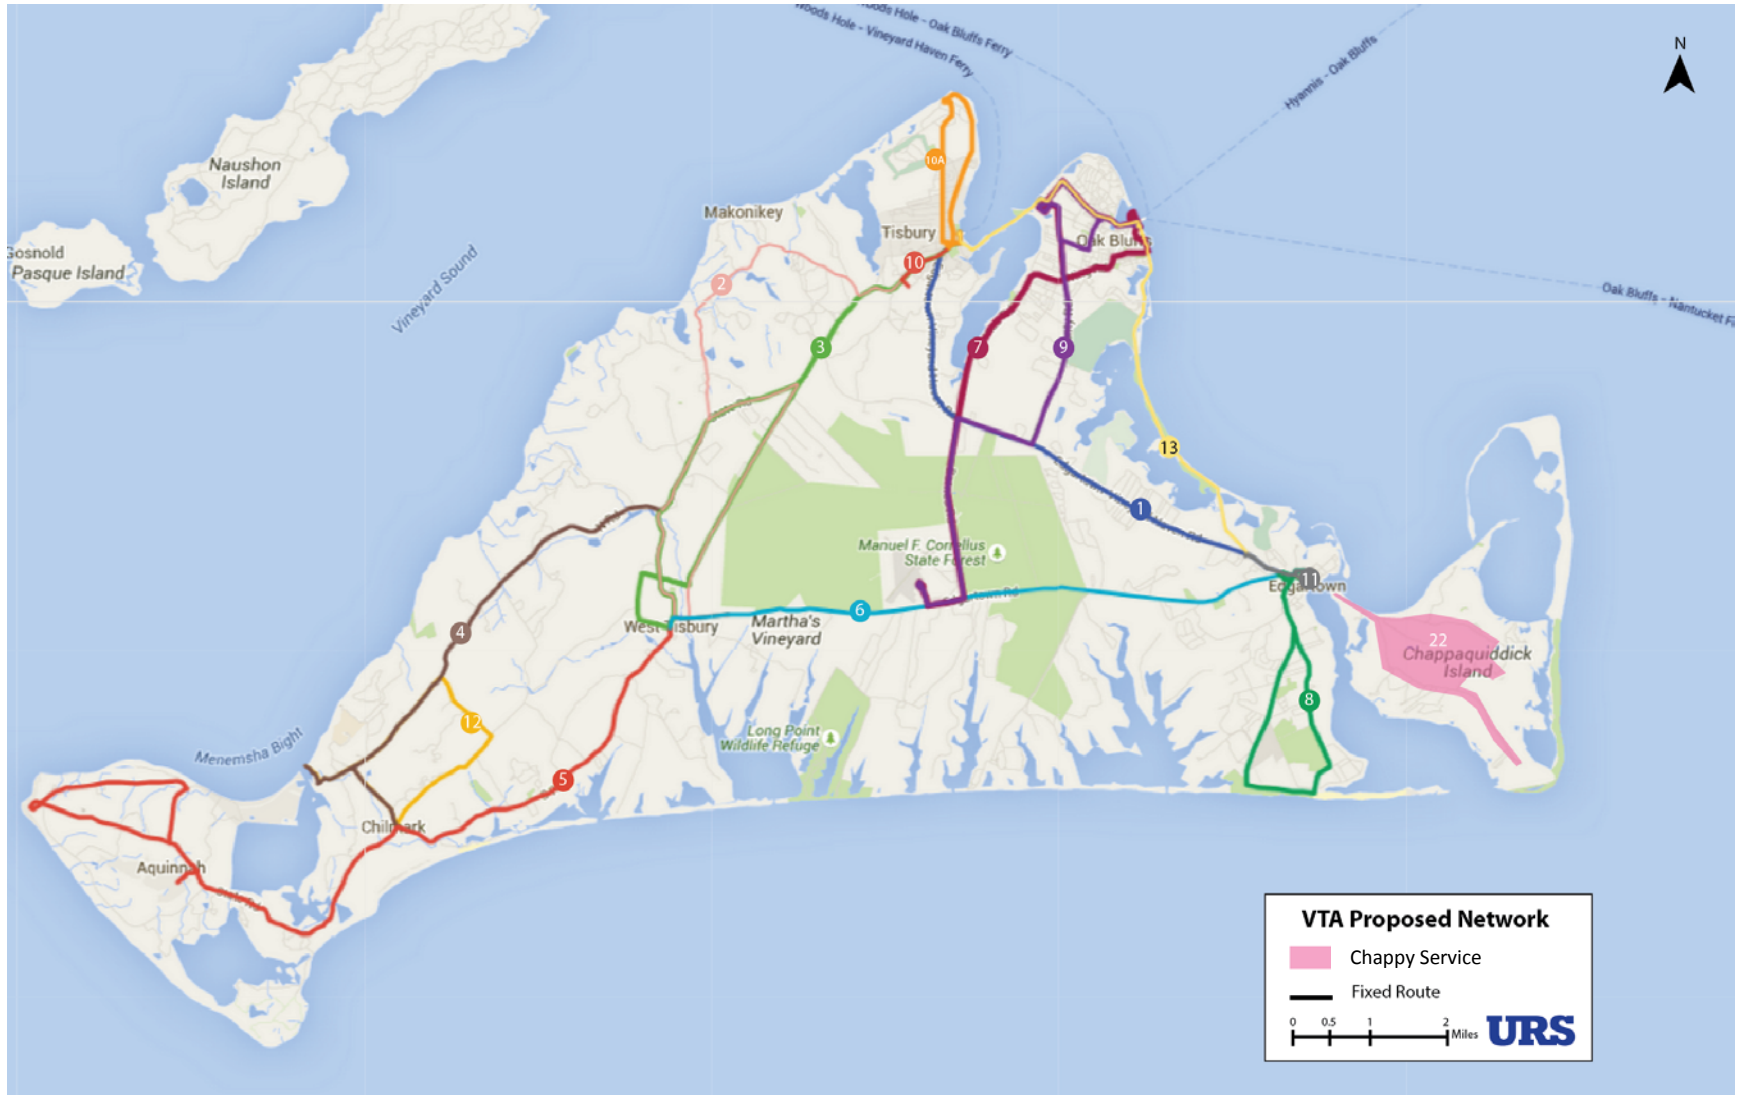 Woods Hole - Oak Bluffs Ferry
Woods Hole - Vineyard Haven Ferry
Hyannis - Oak Bluffs
N
10A
Naushon
Island
Makonikey
Tisbury
Oak Bluffs
Gosnold
Pasque Island
10
2
Vineyard Sound
Oak Bluffs - Nantucket
3
7
9
13
1
Manuel F. Correllus
State Forest
11
Edgartown
6
West Tisbury
Martha's
Vineyard
4
22
Chappaquiddick
Island
8
12
Long Point
Wildlife Refuge
Menemsha Bight
5
Chilmark
Aquinnah
State Rd
VTA Proposed Network
Chappy Service
Fixed Route
0 0.5 1 2
Miles
URS